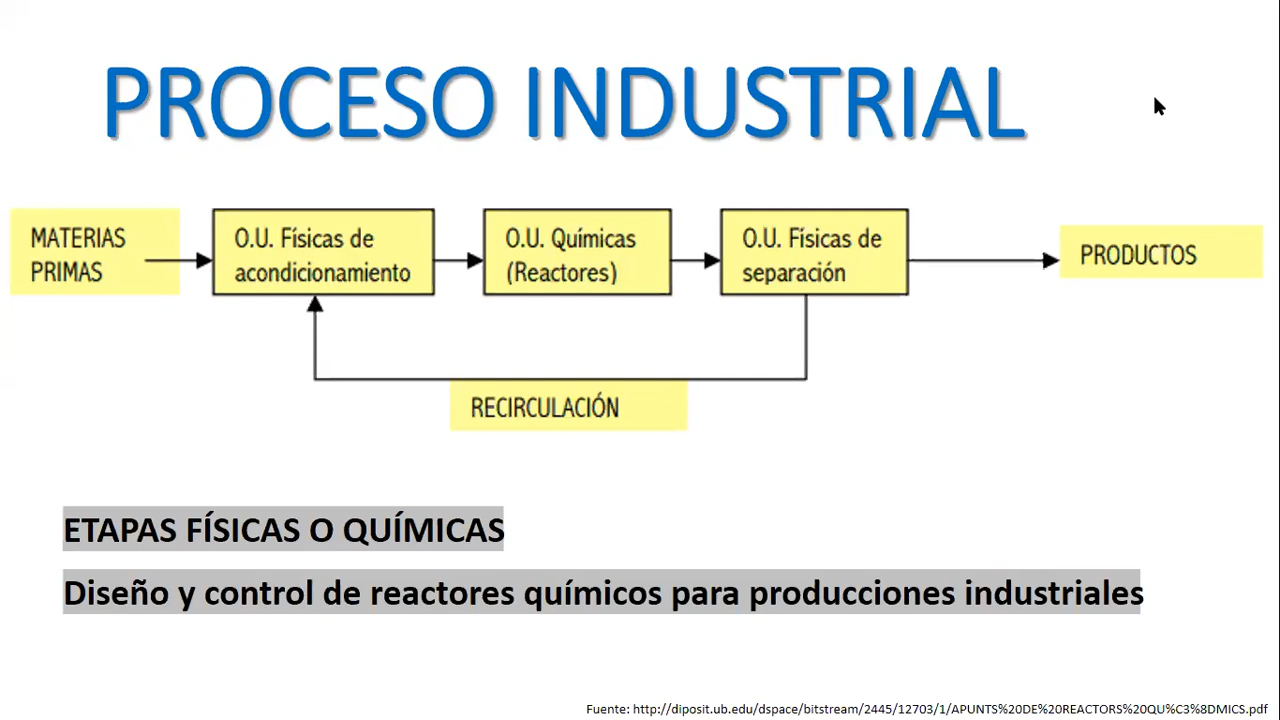 PROCESO INDUSTRIAL
MATERIAS
PRIMAS
O.U. Físicas de
acondicionamiento
O.U. Químicas
(Reactores)
O.U. Físicas de
separación
PRODUCTOS
RECIRCULACIÓN
ETAPAS FÍSICAS O QUÍMICAS
Diseño y control de reactores químicos para producciones industriales
Fuente: http://diposit.ub.edu/dspace/bitstream/2445/12703/1/APUNTS%20DE%20REACTORS%20QU%C3%8DMICS.pdf